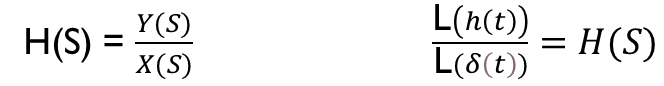 H(S) = Y(S) / X(S)
L(h(t)) / L(δ(t)) = H(S)